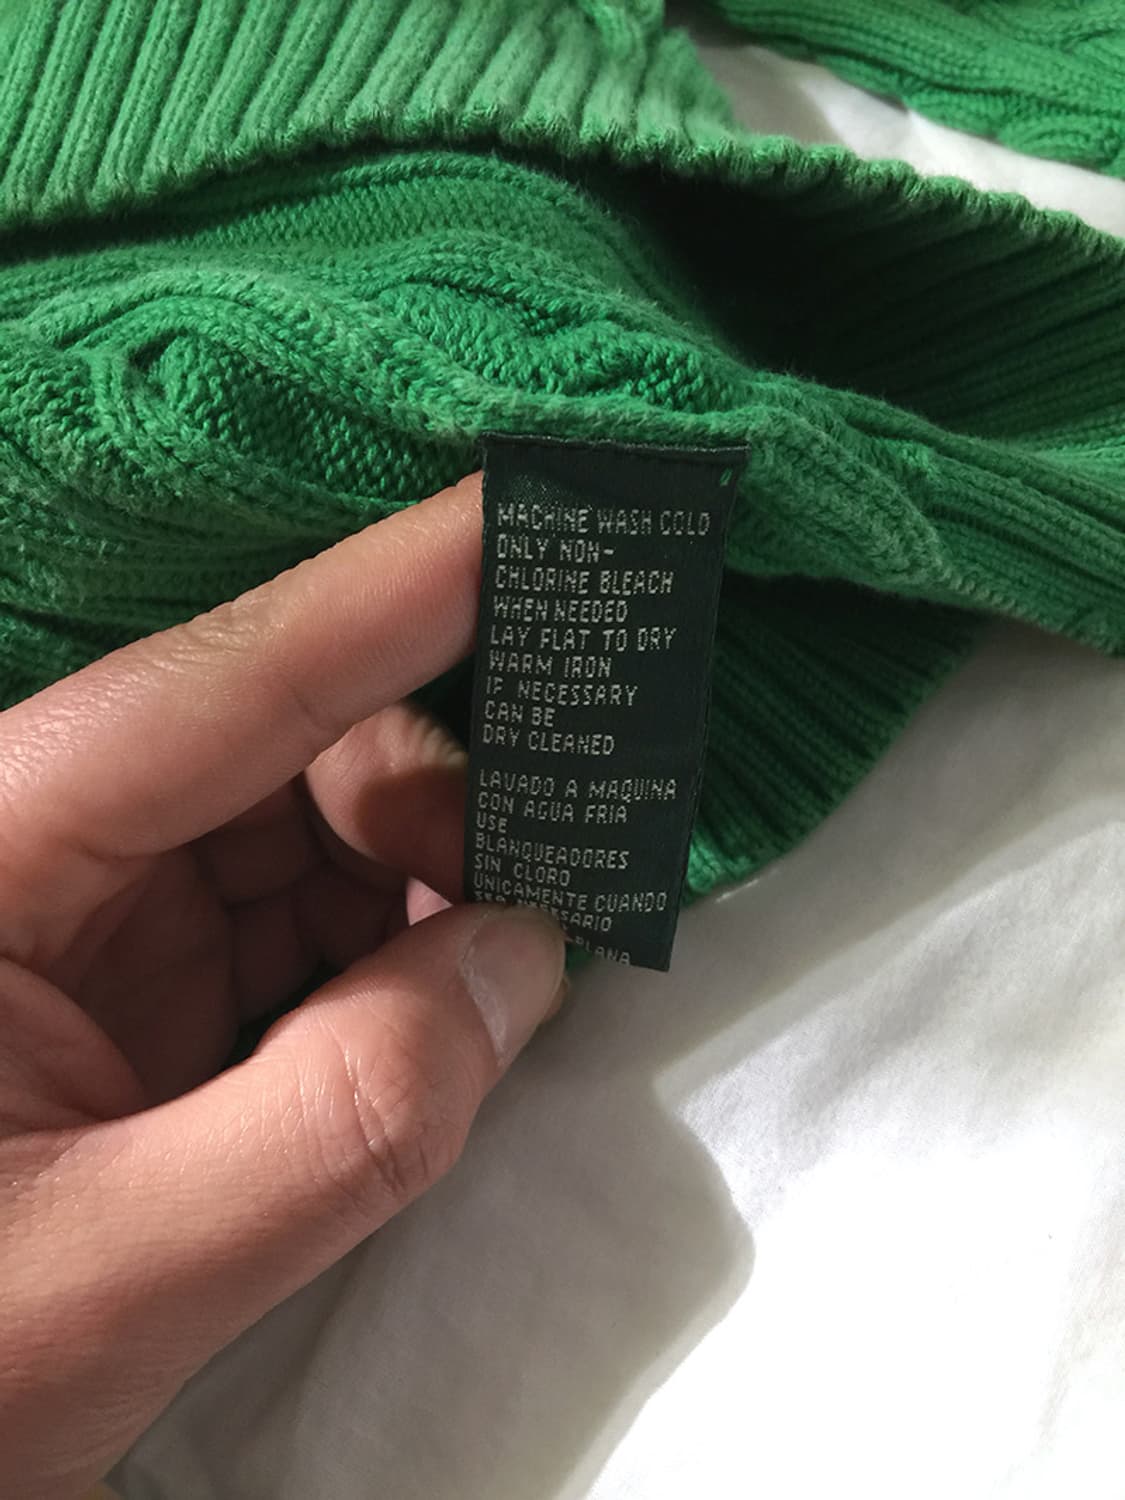 MACHINE WASH COLD
ONLY NON-
CHLORINE BLEACH
WHEN NEEDED
LAY FLAT TO DRY
WARM IRON
IF NECESSARY
CAN BE
DRY CLEANED
LAVADO A MAQUINA
CON AGUA FRIA
USE
BLANQUEADORES
SIN CLORO
UNICAMENTE CUANDO